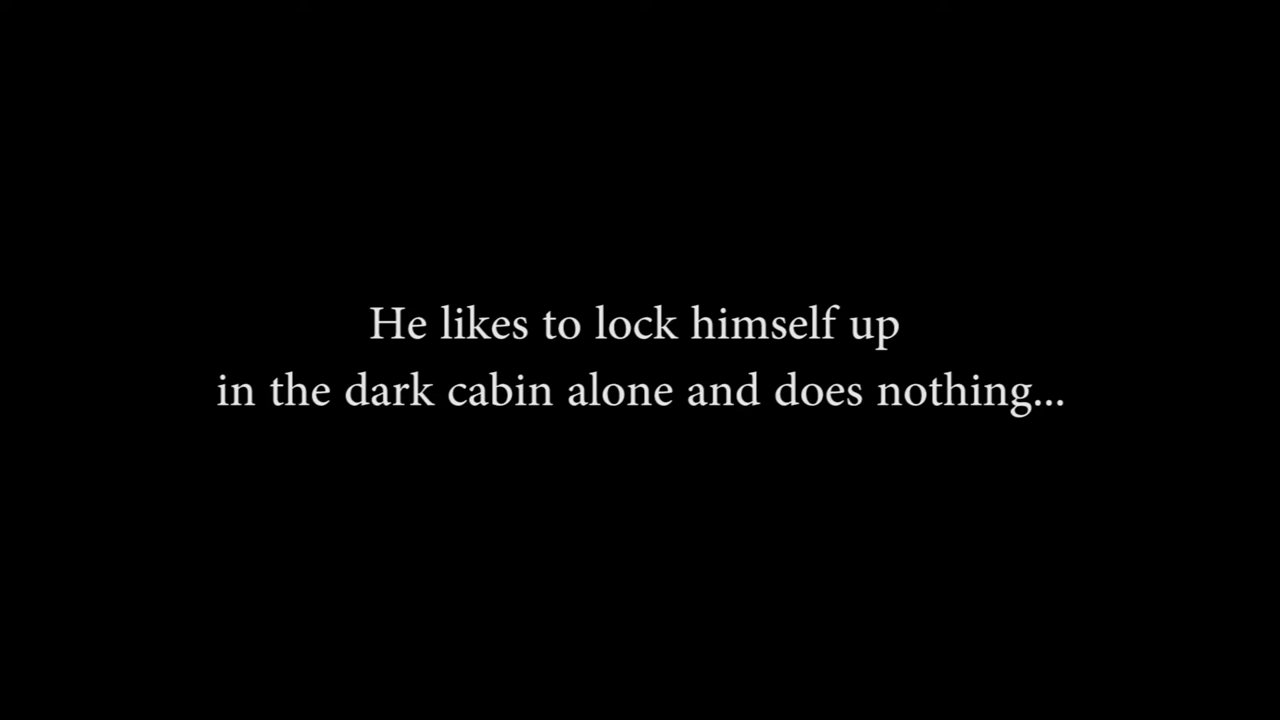 He likes to lock himself up
in the dark cabin alone and does nothing...